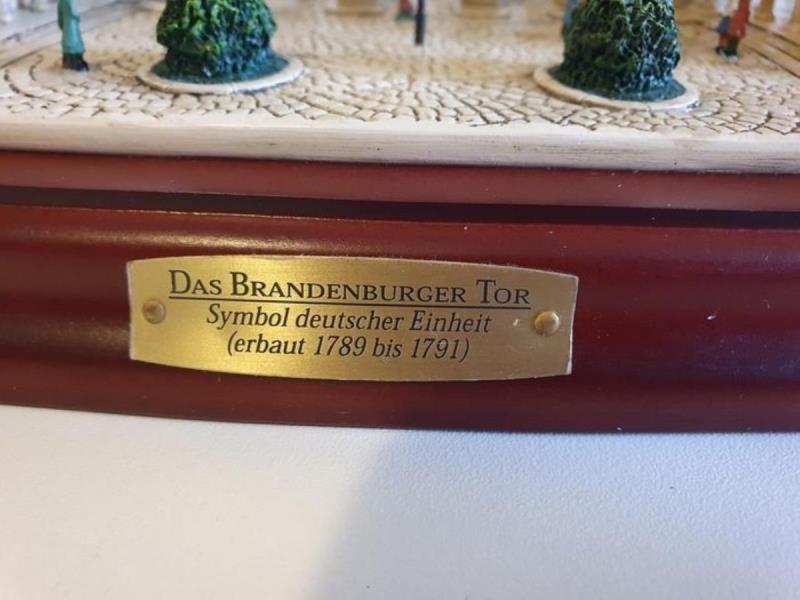 DAS BRANDENBURGER TOR
Symbol deutscher Einheit
(erbaut 1789 bis 1791)